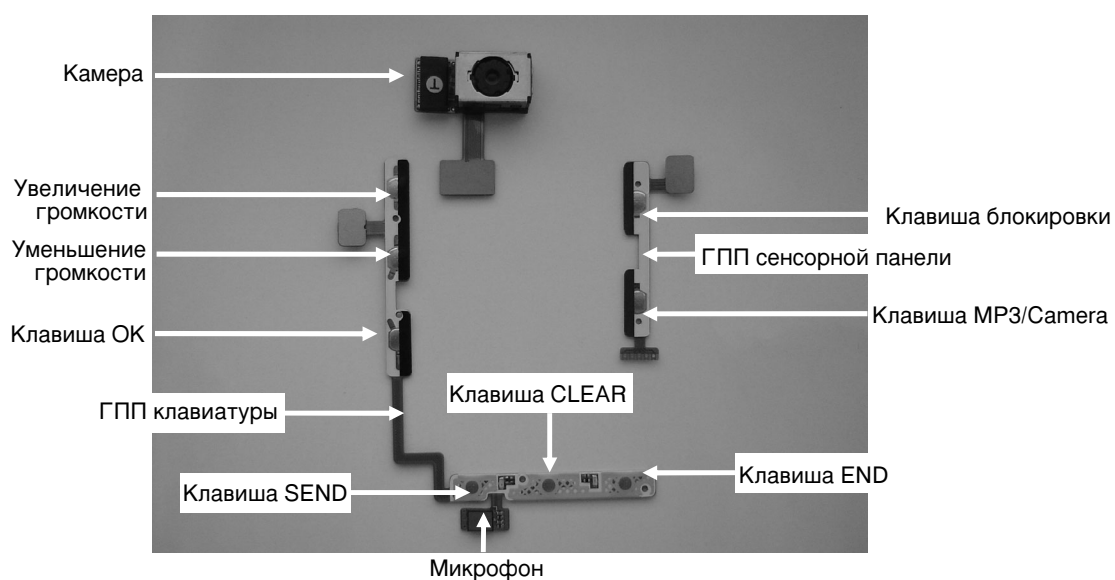 Камера
Увеличение
громкости
Клавиша блокировки
Уменьшение
громкости
ГПП сенсорной панели
Клавиша OK
Клавиша MP3/Camera
Клавиша CLEAR
ГПП клавиатуры
Клавиша END
Клавиша SEND
Микрофон